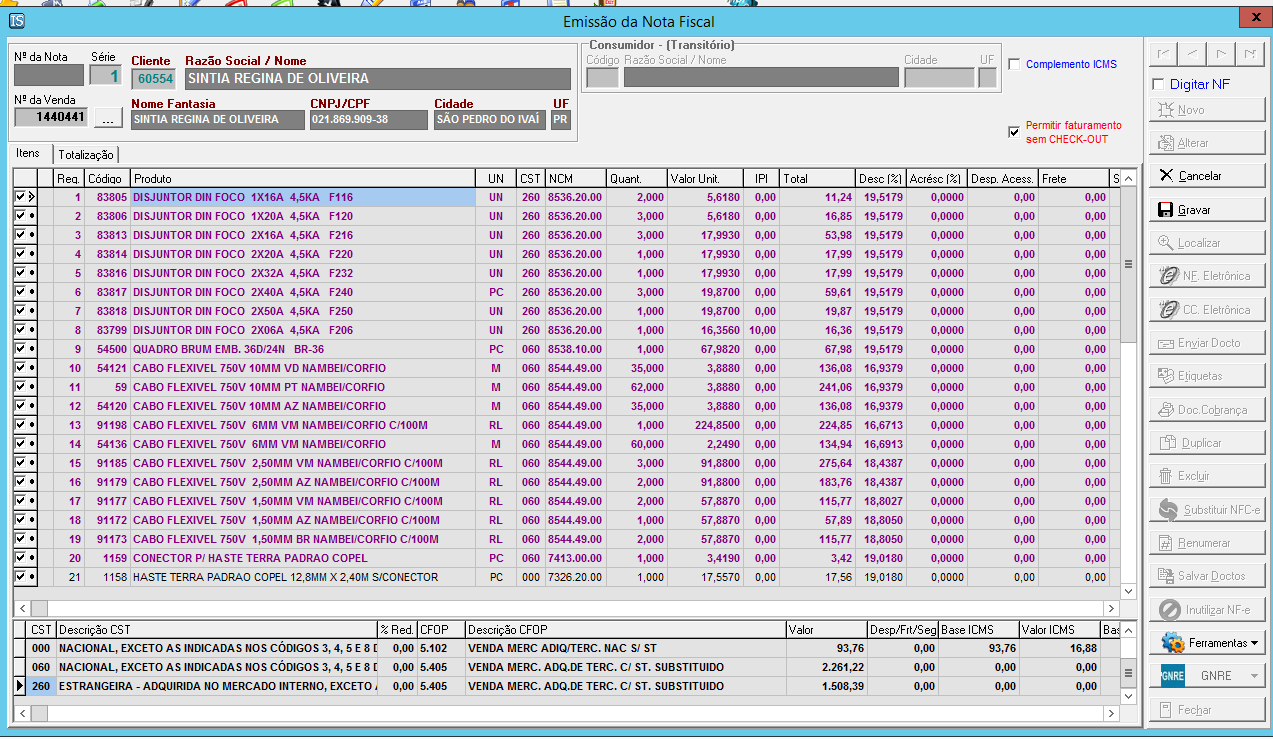 Emissão da Nota Fiscal
Nº da Nota Série Cliente Razão Social / Nome
1 60554 SINTIA REGINA DE OLIVEIRA
Nº da Venda Nome Fantasia CNPJ/CPF Cidade UF
1440441 ... SINTIA REGINA DE OLIVEIRA 021.869.909-38 SÃO PEDRO DO IVAÍ PR
Consumidor - (Transitório)
Código Razão Social / Nome Cidade UF
Complemento ICMS
Permitir faturamento
sem CHECK-OUT
Itens Totalização
Reg. Código Produto UN CST NCM Quant. Valor Unit. IPI Total Desc (%) Acrésc (%) Desp. Acess. Frete S
1 83805 DISJUNTOR DIN FOCO 1X16A 4,5KA F116 UN 260 8536.20.00 2,000 5,6180 0,00 11,24 19,5179 0,0000 0,00 0,00
2 83806 DISJUNTOR DIN FOCO 1X20A 4,5KA F120 UN 260 8536.20.00 3,000 5,6180 0,00 16,85 19,5179 0,0000 0,00 0,00
3 83813 DISJUNTOR DIN FOCO 2X16A 4,5KA F216 UN 260 8536.20.00 3,000 17,9930 0,00 53,98 19,5179 0,0000 0,00 0,00
4 83814 DISJUNTOR DIN FOCO 2X20A 4,5KA F220 UN 260 8536.20.00 1,000 17,9930 0,00 17,99 19,5179 0,0000 0,00 0,00
5 83816 DISJUNTOR DIN FOCO 2X32A 4,5KA F232 UN 260 8536.20.00 1,000 17,9930 0,00 17,99 19,5179 0,0000 0,00 0,00
6 83817 DISJUNTOR DIN FOCO 2X40A 4,5KA F240 PC 260 8536.20.00 3,000 19,8700 0,00 59,61 19,5179 0,0000 0,00 0,00
7 83818 DISJUNTOR DIN FOCO 2X50A 4,5KA F250 UN 260 8536.20.00 1,000 19,8700 0,00 19,87 19,5179 0,0000 0,00 0,00
8 83799 DISJUNTOR DIN FOCO 2X06A 4,5KA F206 UN 260 8536.20.00 1,000 16,3560 10,00 16,36 19,5179 0,0000 0,00 0,00
9 54500 QUADRO BRUM EMB. 36D/24N BR-36 PC 060 8538.10.00 1,000 67,9820 0,00 67,98 19,5179 0,0000 0,00 0,00
10 54121 CABO FLEXIVEL 750V 10MM VD NAMBEI/CORFIO M 060 8544.49.00 35,000 3,8880 0,00 136,08 16,9379 0,0000 0,00 0,00
11 59 CABO FLEXIVEL 750V 10MM PT NAMBEI/CORFIO M 060 8544.49.00 62,000 3,8880 0,00 241,06 16,9379 0,0000 0,00 0,00
12 54120 CABO FLEXIVEL 750V 10MM AZ NAMBEI/CORFIO M 060 8544.49.00 35,000 3,8880 0,00 136,08 16,9379 0,0000 0,00 0,00
13 91198 CABO FLEXIVEL 750V 6MM VM NAMBEI/CORFIO C/100M RL 060 8544.49.00 1,000 224,8500 0,00 224,85 16,6713 0,0000 0,00 0,00
14 54136 CABO FLEXIVEL 750V 6MM VM NAMBEI/CORFIO M 060 8544.49.00 60,000 2,2490 0,00 134,94 16,6913 0,0000 0,00 0,00
15 91185 CABO FLEXIVEL 750V 2,50MM VM NAMBEI/CORFIO C/100M RL 060 8544.49.00 3,000 91,8800 0,00 275,64 18,4387 0,0000 0,00 0,00
16 91179 CABO FLEXIVEL 750V 2,50MM AZ NAMBEI/CORFIO C/100M RL 060 8544.49.00 2,000 91,8800 0,00 183,76 18,4387 0,0000 0,00 0,00
17 91177 CABO FLEXIVEL 750V 1,50MM VM NAMBEI/CORFIO C/100M RL 060 8544.49.00 2,000 57,8870 0,00 115,77 18,8027 0,0000 0,00 0,00
18 91172 CABO FLEXIVEL 750V 1,50MM AZ NAMBEI/CORFIO C/100M RL 060 8544.49.00 1,000 57,8870 0,00 57,89 18,8050 0,0000 0,00 0,00
19 91173 CABO FLEXIVEL 750V 1,50MM BR NAMBEI/CORFIO C/100M RL 060 8544.49.00 2,000 57,8870 0,00 115,77 18,8050 0,0000 0,00 0,00
20 1159 CONECTOR P/ HASTE TERRA PADRAO COPEL PC 060 7413.00.00 1,000 3,4190 0,00 3,42 19,0180 0,0000 0,00 0,00
21 1158 HASTE TERRA PADRAO COPEL 12,8MM X 2,40M S/CONECTOR PC 000 7326.20.00 1,000 17,5570 0,00 17,56 19,0180 0,0000 0,00 0,00
CST Descrição CST % Red. CFOP Descrição CFOP Valor Desp/Frt/Seg Base ICMS Valor ICMS Bas
000 NACIONAL, EXCETO AS INDICADAS NOS CÓDIGOS 3, 4, 5 E 8 D 0,00 5.102 VENDA MERC ADIQ/TERC. NAC S/ ST 93,76 0,00 93,76 16,88
060 NACIONAL, EXCETO AS INDICADAS NOS CÓDIGOS 3, 4, 5 E 8 D 0,00 5.405 VENDA MERC. ADQ.DE TERC. C/ ST. SUBSTITUIDO 2.261,22 0,00 0,00 0,00
260 ESTRANGEIRA - ADQUIRIDA NO MERCADO INTERNO, EXCETO A 0,00 5.405 VENDA MERC. ADQ.DE TERC. C/ ST. SUBSTITUIDO 1.508,39 0,00 0,00 0,00
Digitar NF
Novo
Alterar
Cancelar
Gravar
Localizar
NF. Eletrônica
CC. Eletrônica
Enviar Docto
Etiquetas
Doc.Cobrança
Duplicar
Excluir
Substituir NFC-e
Renumerar
Salvar Doctos
Inutilizar NF-e
Ferramentas
GNRE GNRE
Fechar